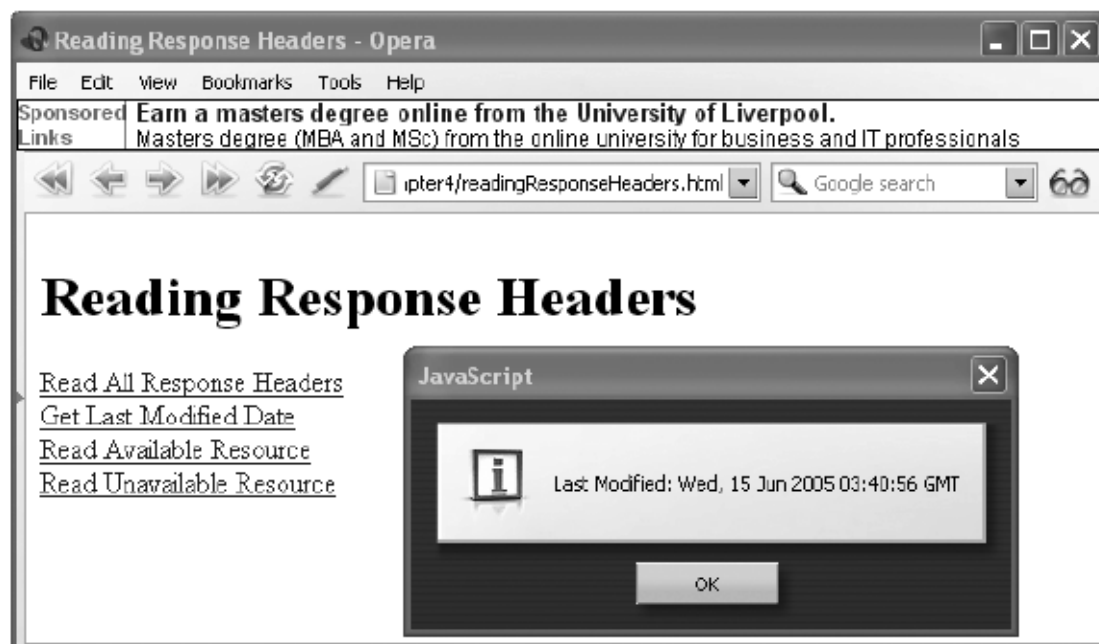 Reading Response Headers - Opera
File Edit View Bookmarks Tools Help
Sponsored Links
Earn a masters degree online from the University of Liverpool.
Masters degree (MBA and MSc) from the online university for business and IT professionals
ıpter4/readingResponseHeaders.html
Google search
Reading Response Headers
Read All Response Headers
Get Last Modified Date
Read Available Resource
Read Unavailable Resource
JavaScript
Last Modified: Wed, 15 Jun 2005 03:40:56 GMT
OK